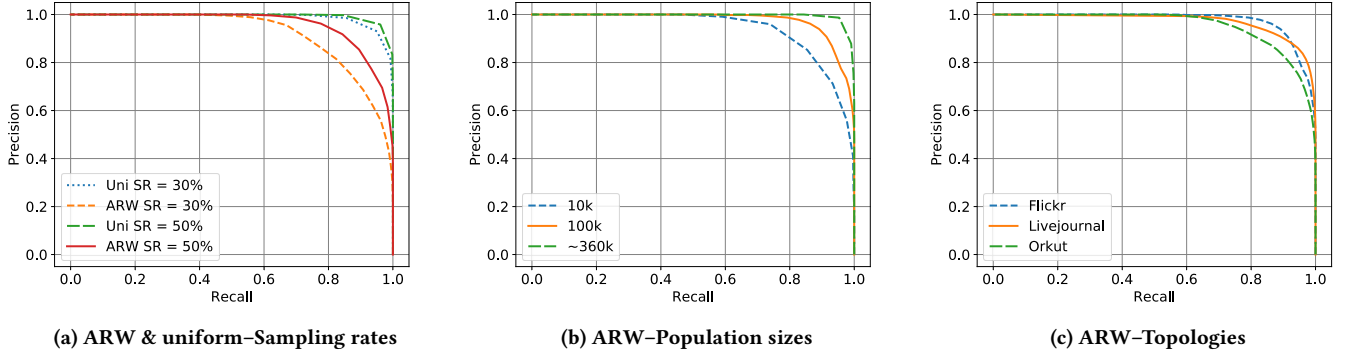 1.0
0.8
0.6
0.4
0.2
0.0
Precision
Uni SR = 30%
ARW SR = 30%
Uni SR = 50%
ARW SR = 50%
0.0 0.2 0.4 0.6 0.8 1.0
Recall
(a) ARW & uniform–Sampling rates
1.0
0.8
0.6
0.4
0.2
0.0
Precision
10k
100k
~360k
0.0 0.2 0.4 0.6 0.8 1.0
Recall
(b) ARW–Population sizes
1.0
0.8
0.6
0.4
0.2
0.0
Precision
Flickr
Livejournal
Orkut
0.0 0.2 0.4 0.6 0.8 1.0
Recall
(c) ARW–Topologies